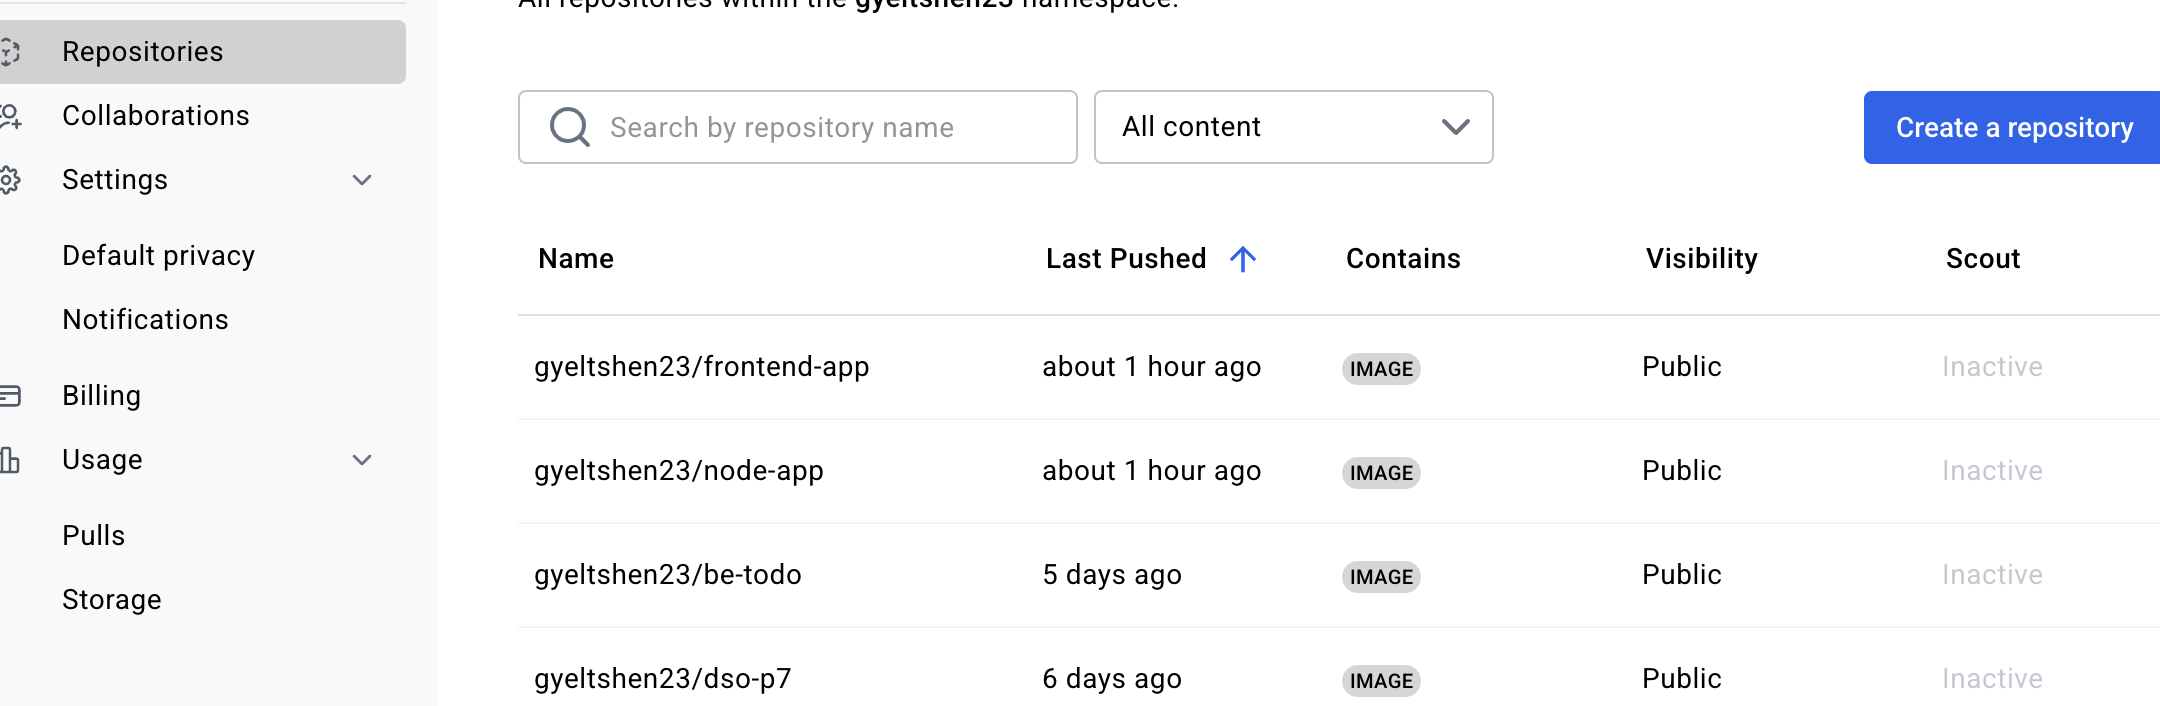 All repositories within the gyeltshen23 namespace.
Repositories
Collaborations
Settings
Default privacy
Notifications
Billing
Usage
Pulls
Storage
Search by repository name
All content
Create a repository
Name Last Pushed Contains Visibility Scout
gyeltshen23/frontend-app about 1 hour ago IMAGE Public Inactive
gyeltshen23/node-app about 1 hour ago IMAGE Public Inactive
gyeltshen23/be-todo 5 days ago IMAGE Public Inactive
gyeltshen23/dso-p7 6 days ago IMAGE Public Inactive